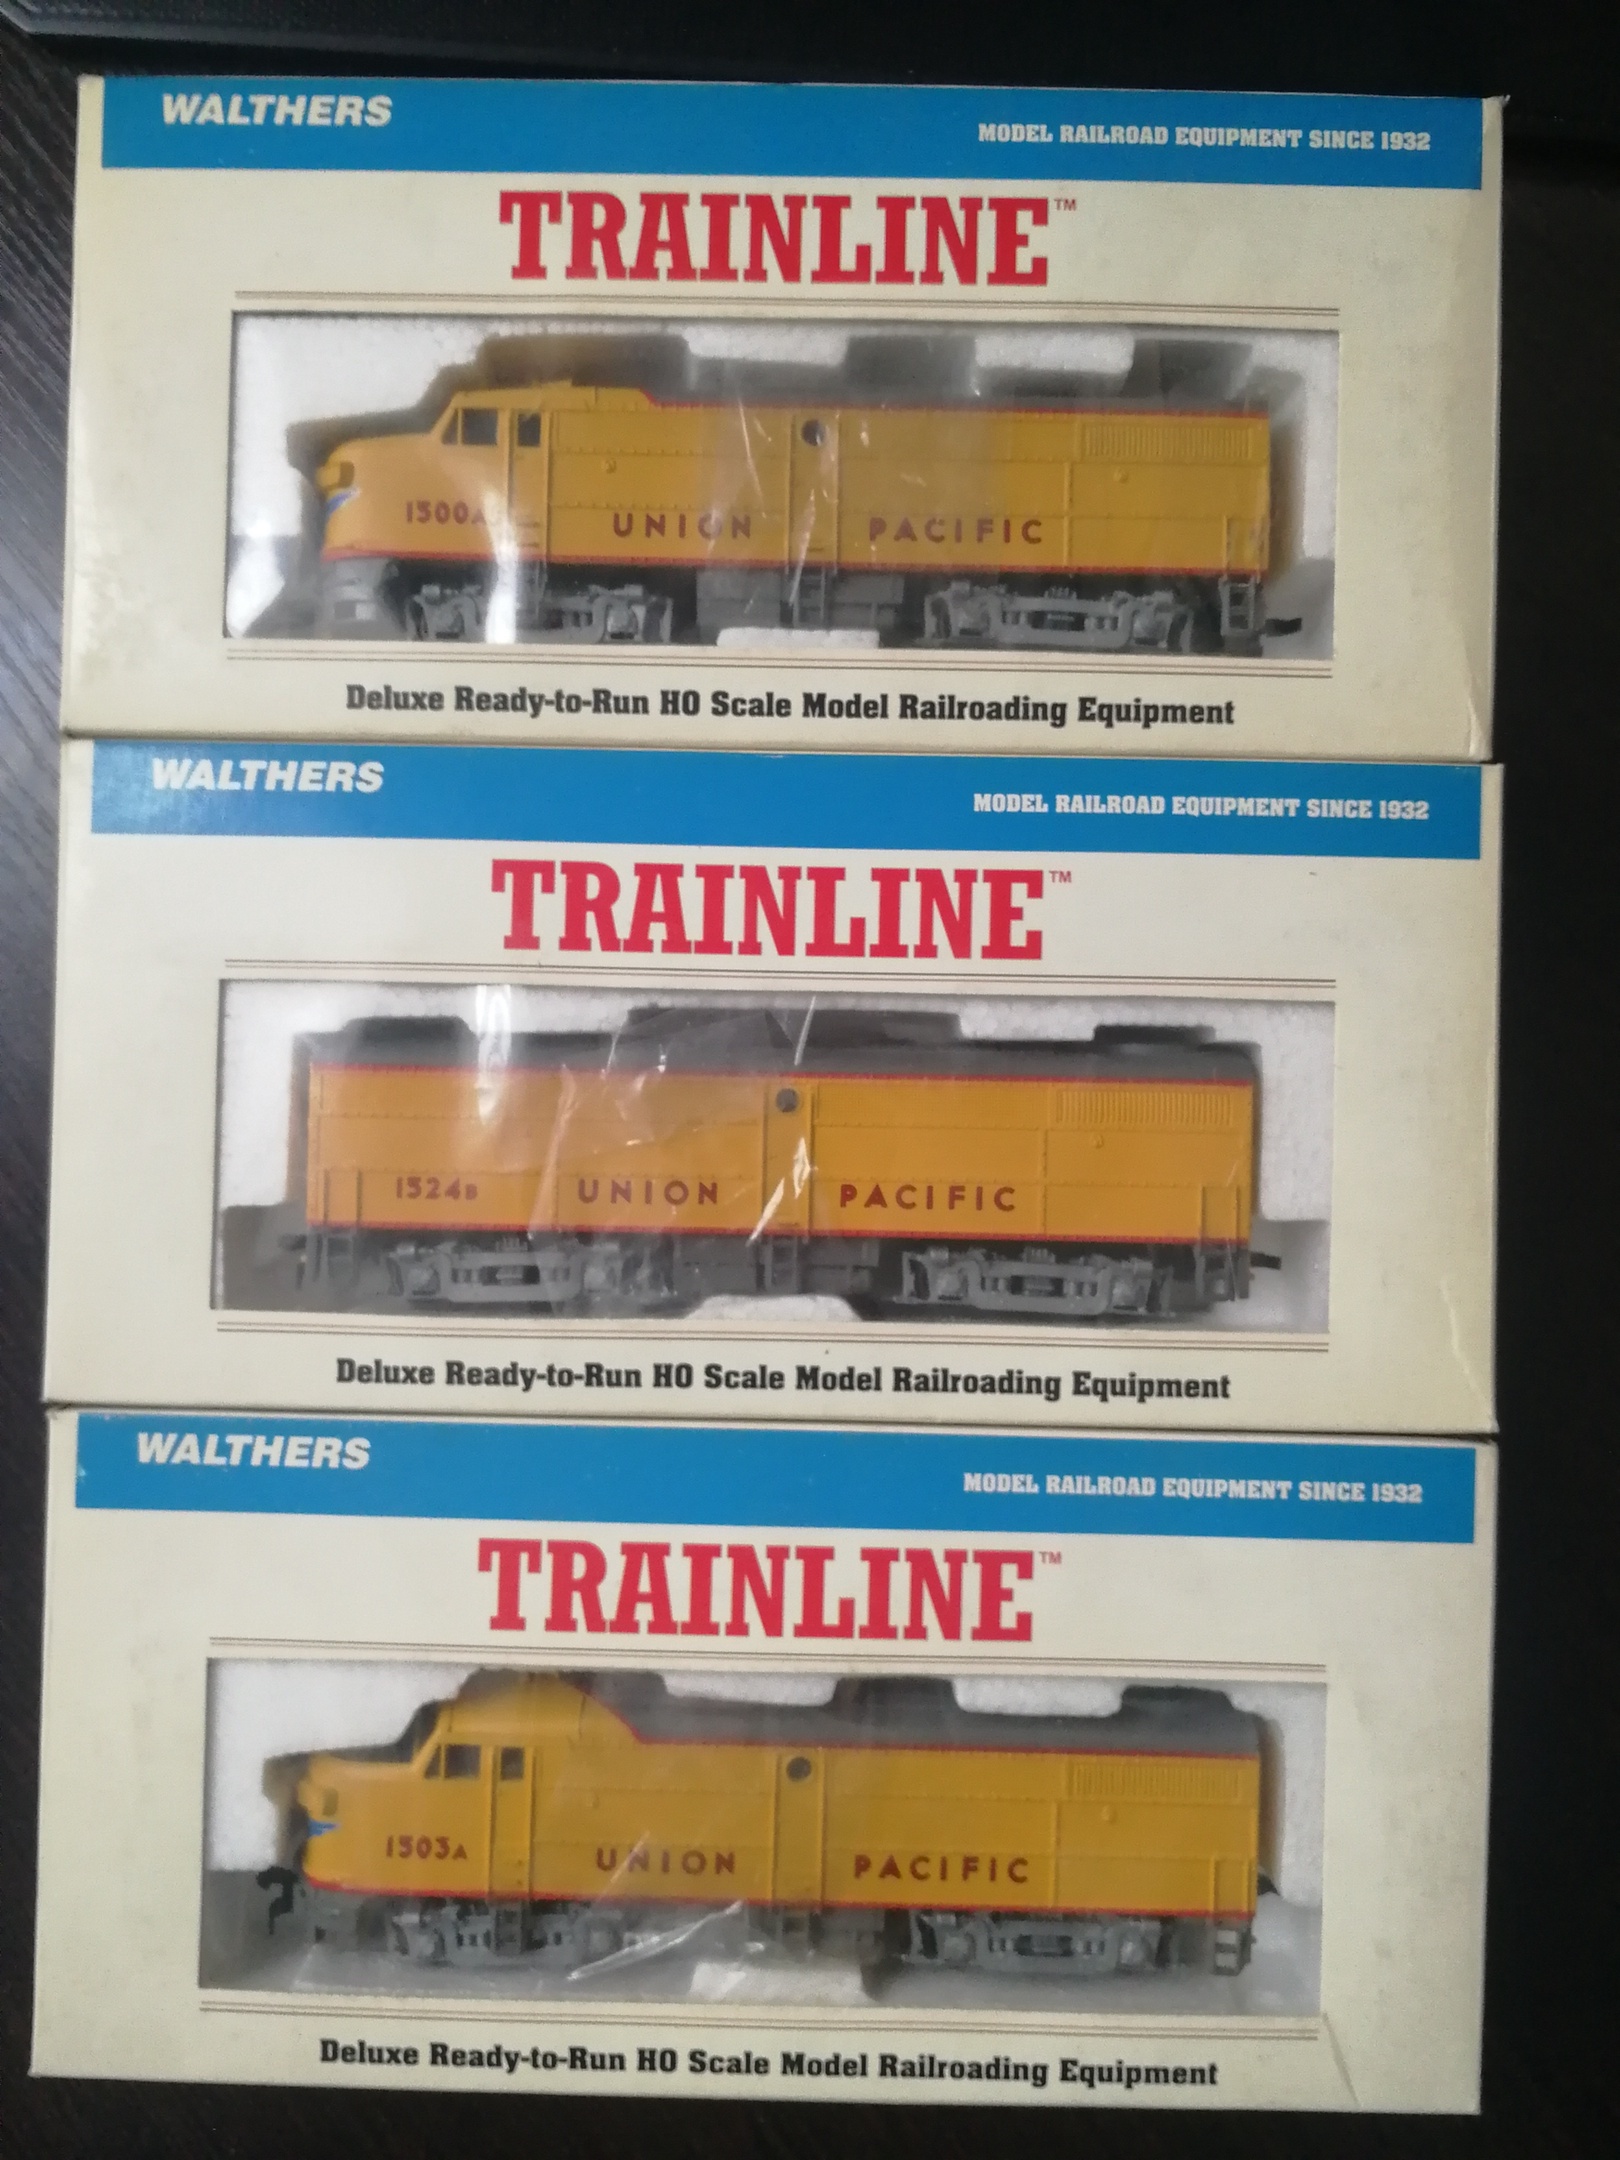 WALTHERS
MODEL RAILROAD EQUIPMENT SINCE 1932
TRAINLINE™
1500A
UNION PACIFIC
Deluxe Ready-to-Run HO Scale Model Railroading Equipment
WALTHERS
MODEL RAILROAD EQUIPMENT SINCE 1932
TRAINLINE™
1524B UNION PACIFIC
Deluxe Ready-to-Run HO Scale Model Railroading Equipment
WALTHERS
MODEL RAILROAD EQUIPMENT SINCE 1932
TRAINLINE™
1503A
UNION PACIFIC
Deluxe Ready-to-Run HO Scale Model Railroading Equipment